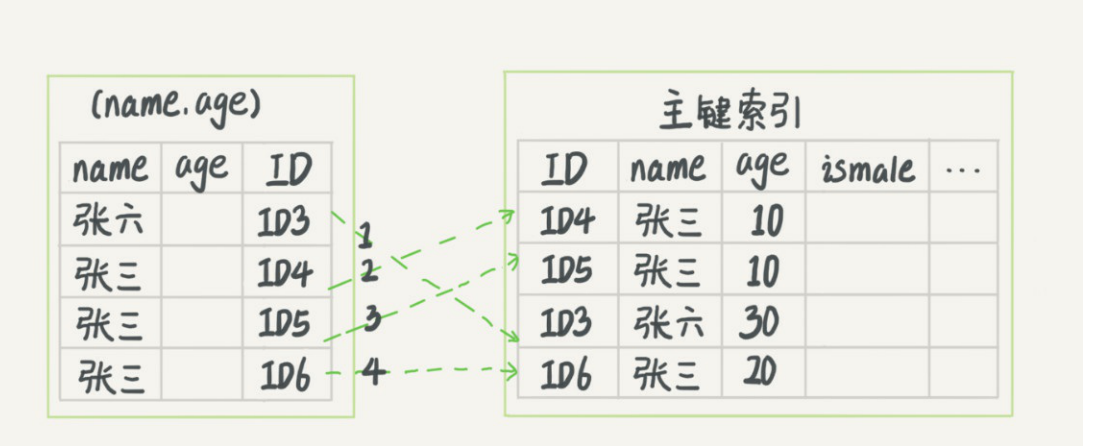 (name.age)
name age ID
张六 ID3
张三 ID4
张三 ID5
张三 ID6
1
2
3
4
主键索引
ID name age ismale ...
ID4 张三 10
ID5 张三 10
ID3 张六 30
ID6 张三 20